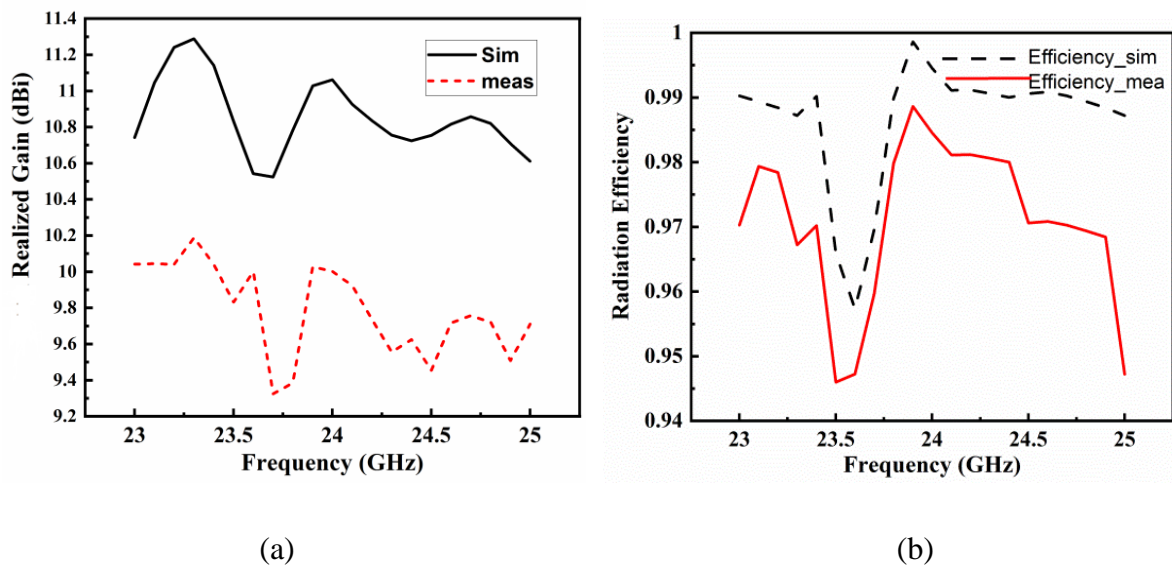 11.4
11.2
11
10.8
10.6
10.4
10.2
10
9.8
9.6
9.4
9.2
Realized Gain (dBi)
Sim
meas
23
23.5
24
24.5
25
Frequency (GHz)
(a)
1
0.99
0.98
0.97
0.96
0.95
0.94
Radiation Efficiency
Efficiency_sim
Efficiency_mea
23
23.5
24
24.5
25
Frequency (GHz)
(b)